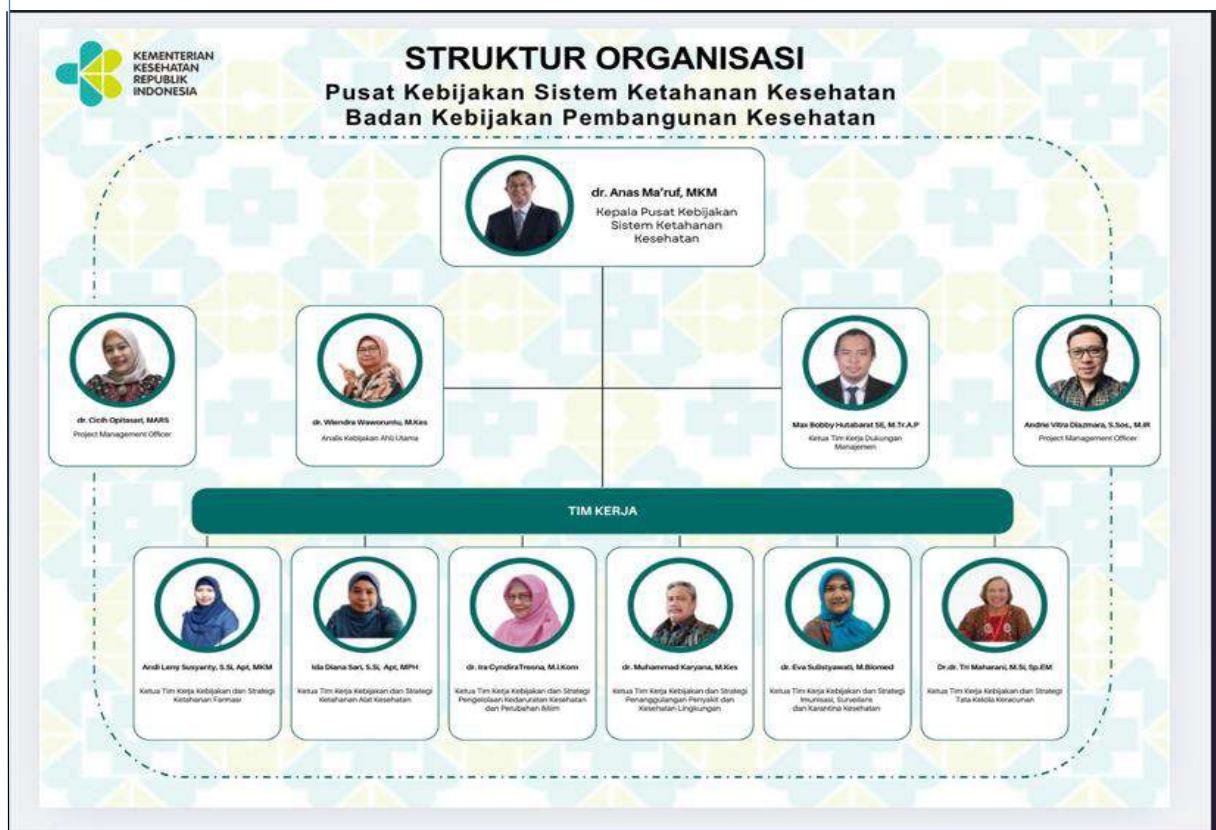 KEMENTERIAN
KESEHATAN
REPUBLIK
INDONESIA
STRUKTUR ORGANISASI
Pusat Kebijakan Sistem Ketahanan Kesehatan
Badan Kebijakan Pembangunan Kesehatan
dr. Anas Ma'ruf, MKM
Kepala Pusat Kebijakan
Sistem Ketahanan
Kesehatan
dr. Cicih Opitasari, MARS
Project Management Officer
dr. Wiendra Waworuntu, M.Kes
Analis Kebijakan Ahli Utama
Max Bobby Hutabarat SE, M.Tr.A.P
Ketua Tim Kerja Dukungan
Manajemen
Andrie Vitra Diazmara, S.Sos., M.IR
Project Management Officer
TIM KERJA
Andi Leny Susyanty, S.Si, Apt, MKM
Ketua Tim Kerja Kebijakan dan Strategi
Ketahanan Farmasi
Ida Diana Sari, S.Si, Apt, MPH
Ketua Tim Kerja Kebijakan dan Strategi
Ketahanan Alat Kesehatan
dr. Ira CyndiraTresna, M.I.Kom
Ketua Tim Kerja Kebijakan dan Strategi
Pengelolaan Kedaruratan Kesehatan
dan Perubahan Iklim
dr. Muhammad Karyana, M.Kes
Ketua Tim Kerja Kebijakan dan Strategi
Penanggulangan Penyakit dan
Kesehatan Lingkungan
dr. Eva Sulistyawati, M.Biomed
Ketua Tim Kerja Kebijakan dan Strategi
Imunisasi, Surveilans
dan Karantina Kesehatan
Dr.dr. Tri Maharani, M.Si, Sp.EM
Ketua Tim Kerja Kebijakan dan Strategi
Tata Kelola Keracunan